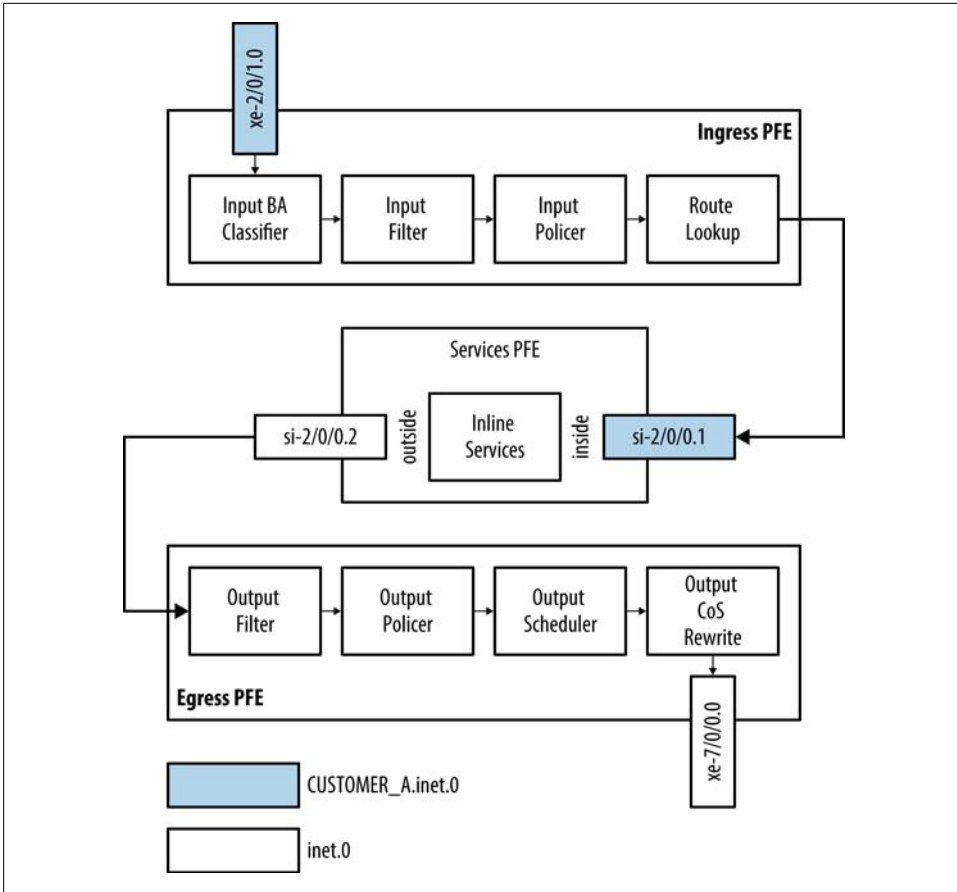 xe-2/0/1.0
Ingress PFE
Input BA
Classifier
Input
Filter
Input
Policer
Route
Lookup
Services PFE
si-2/0/0.2
outside
Inline
Services
inside
si-2/0/0.1
Output
Filter
Output
Policer
Output
Scheduler
Output
CoS
Rewrite
Egress PFE
xe-7/0/0.0
CUSTOMER_A.inet.0
inet.0